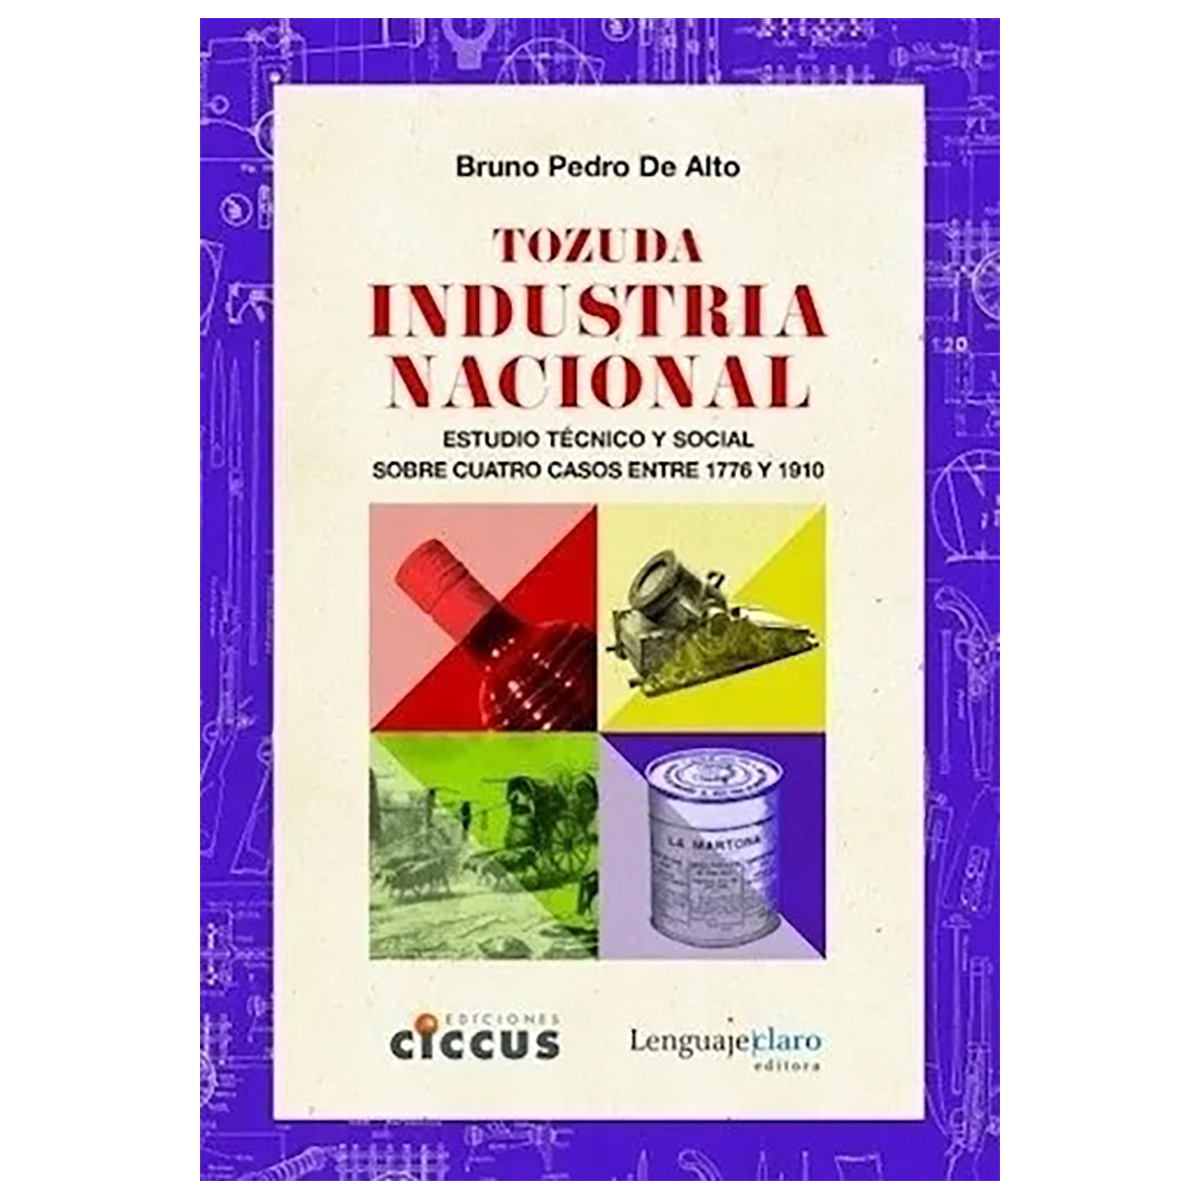 Bruno Pedro De Alto
TOZUDA
INDUSTRIA
NACIONAL
ESTUDIO TÉCNICO Y SOCIAL
SOBRE CUATRO CASOS ENTRE 1776 Y 1910
LA MARTONA
EDICIONES
CICCUS
Lenguajeclaro
editora
120